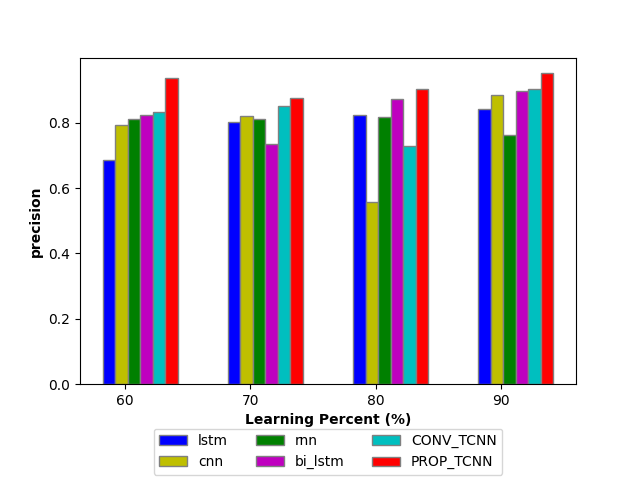 0.8
0.6
0.4
0.2
0.0
precision
60 70 80 90
Learning Percent (%)
lstm rnn CONV_TCNN
cnn bi_lstm PROP_TCNN